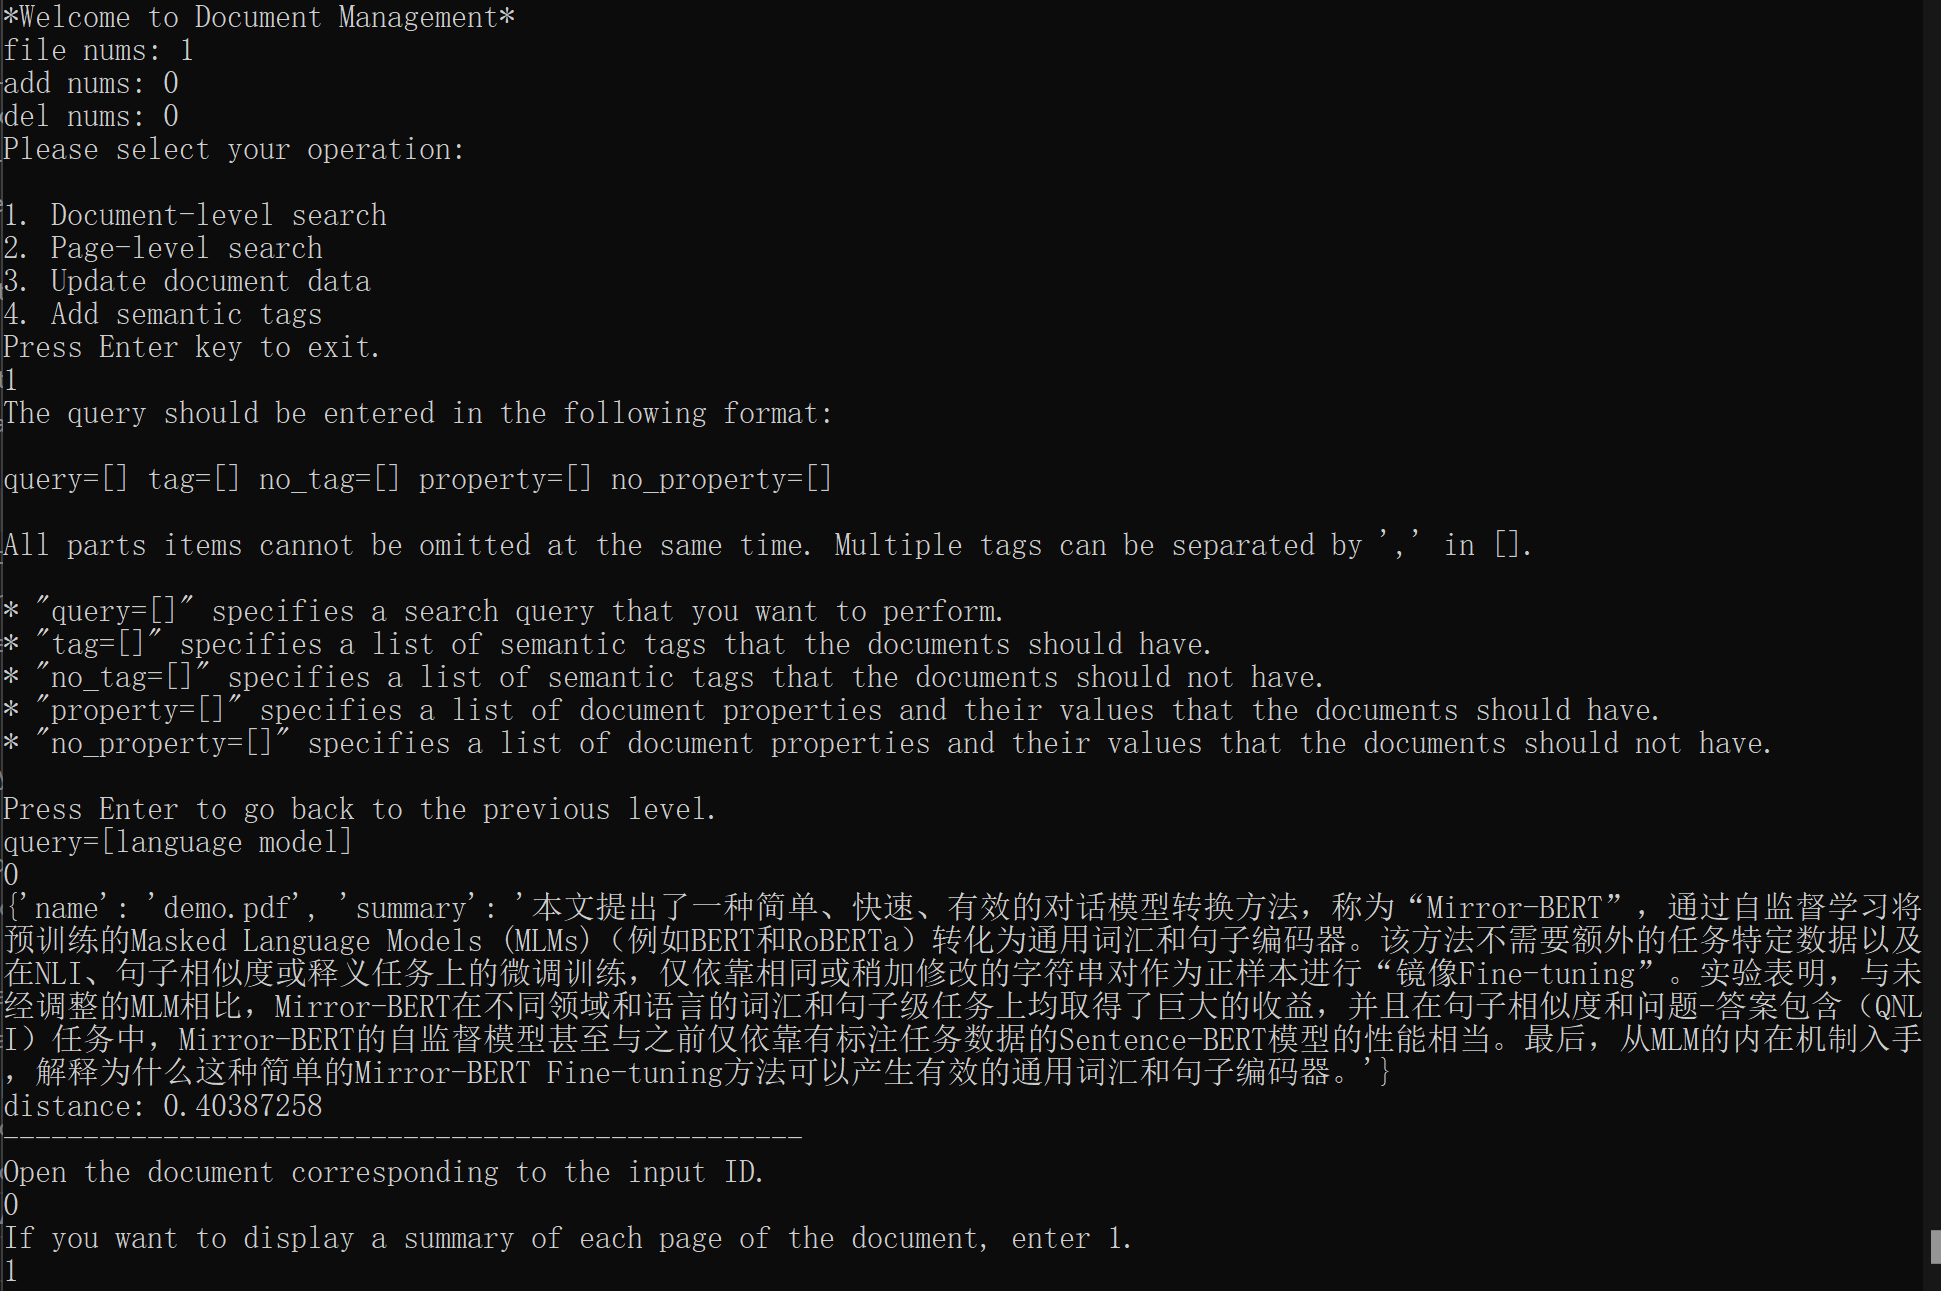 *Welcome to Document Management*
file nums: 1
add nums: 0
del nums: 0
Please select your operation:
1. Document-level search
2. Page-level search
3. Update document data
4. Add semantic tags
Press Enter key to exit.
1
The query should be entered in the following format:
query=[] tag=[] no_tag=[] property=[] no_property=[]
All parts items cannot be omitted at the same time. Multiple tags can be separated by ',' in [].
* "query=[]" specifies a search query that you want to perform.
* "tag=[]" specifies a list of semantic tags that the documents should have.
* "no_tag=[]" specifies a list of semantic tags that the documents should not have.
* "property=[]" specifies a list of document properties and their values that the documents should have.
* "no_property=[]" specifies a list of document properties and their values that the documents should not have.
Press Enter to go back to the previous level.
query=[language model]
0
{'name': 'demo.pdf', 'summary': '本文提出了一种简单、快速、有效的对话模型转换方法，称为“Mirror-BERT”，通过自监督学习将
预训练的Masked Language Models (MLMs)（例如BERT和RoBERTa）转化为通用词汇和句子编码器。该方法不需要额外的任务特定数据以及
在NLI、句子相似度或释义任务上的微调训练，仅依靠相同或稍加修改的字符串对作为正样本进行“镜像Fine-tuning”。实验表明，与未
经调整的MLM相比，Mirror-BERT在不同领域和语言的词汇和句子级任务上均取得了巨大的收益，并且在句子相似度和问题-答案包含（QNL
I）任务中，Mirror-BERT的自监督模型甚至与之前仅依靠有标注任务数据的Sentence-BERT模型的性能相当。最后，从MLM的内在机制入手
，解释为什么这种简单的Mirror-BERT Fine-tuning方法可以产生有效的通用词汇和句子编码器。'}
distance: 0.40387258
--------------------------------------------------
Open the document corresponding to the input ID.
0
If you want to display a summary of each page of the document, enter 1.
1